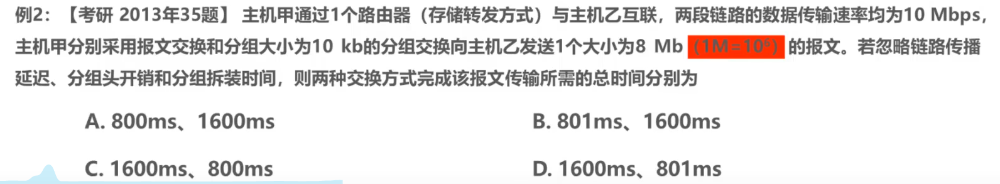 例2：【考研 2013年35题】 主机甲通过1个路由器（存储转发方式）与主机乙互联，两段链路的数据传输速率均为10 Mbps，
主机甲分别采用报文交换和分组大小为10 kb的分组交换向主机乙发送1个大小为8 Mb（1M=10⁶）的报文。若忽略链路传播
延迟、分组头开销和分组拆装时间，则两种交换方式完成该报文传输所需的总时间分别为
A. 800ms、1600ms
B. 801ms、1600ms
C. 1600ms、800ms
D. 1600ms、801ms